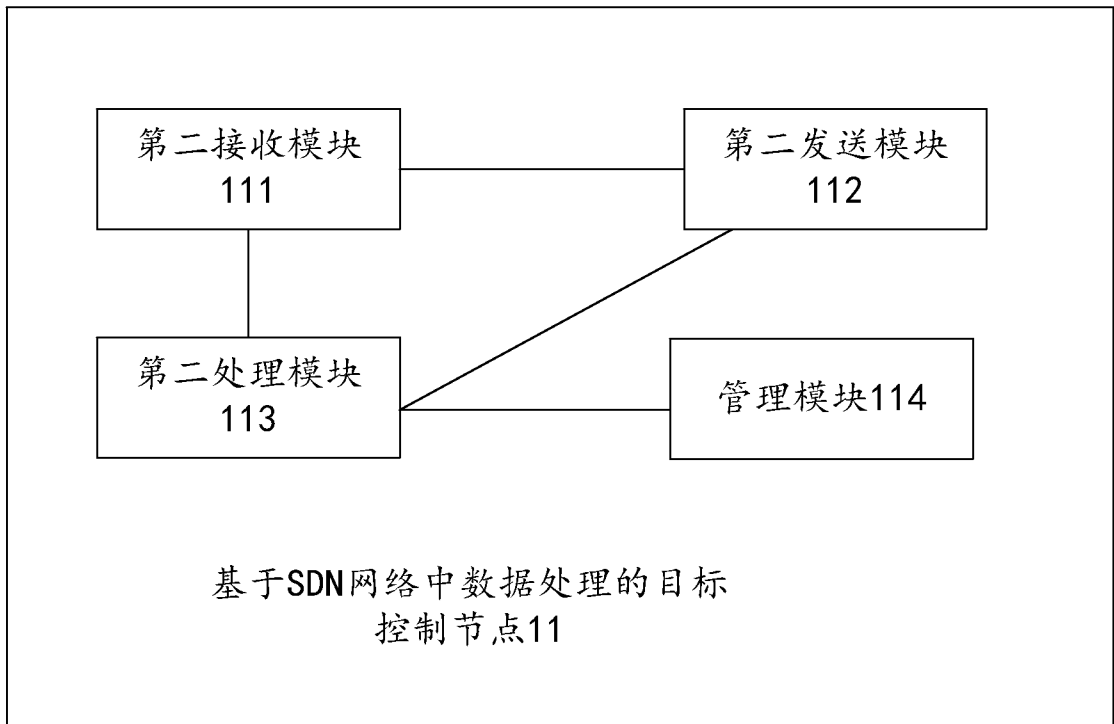 第二接收模块
111
第二发送模块
112
第二处理模块
113
管理模块114
基于SDN网络中数据处理的目标
控制节点11